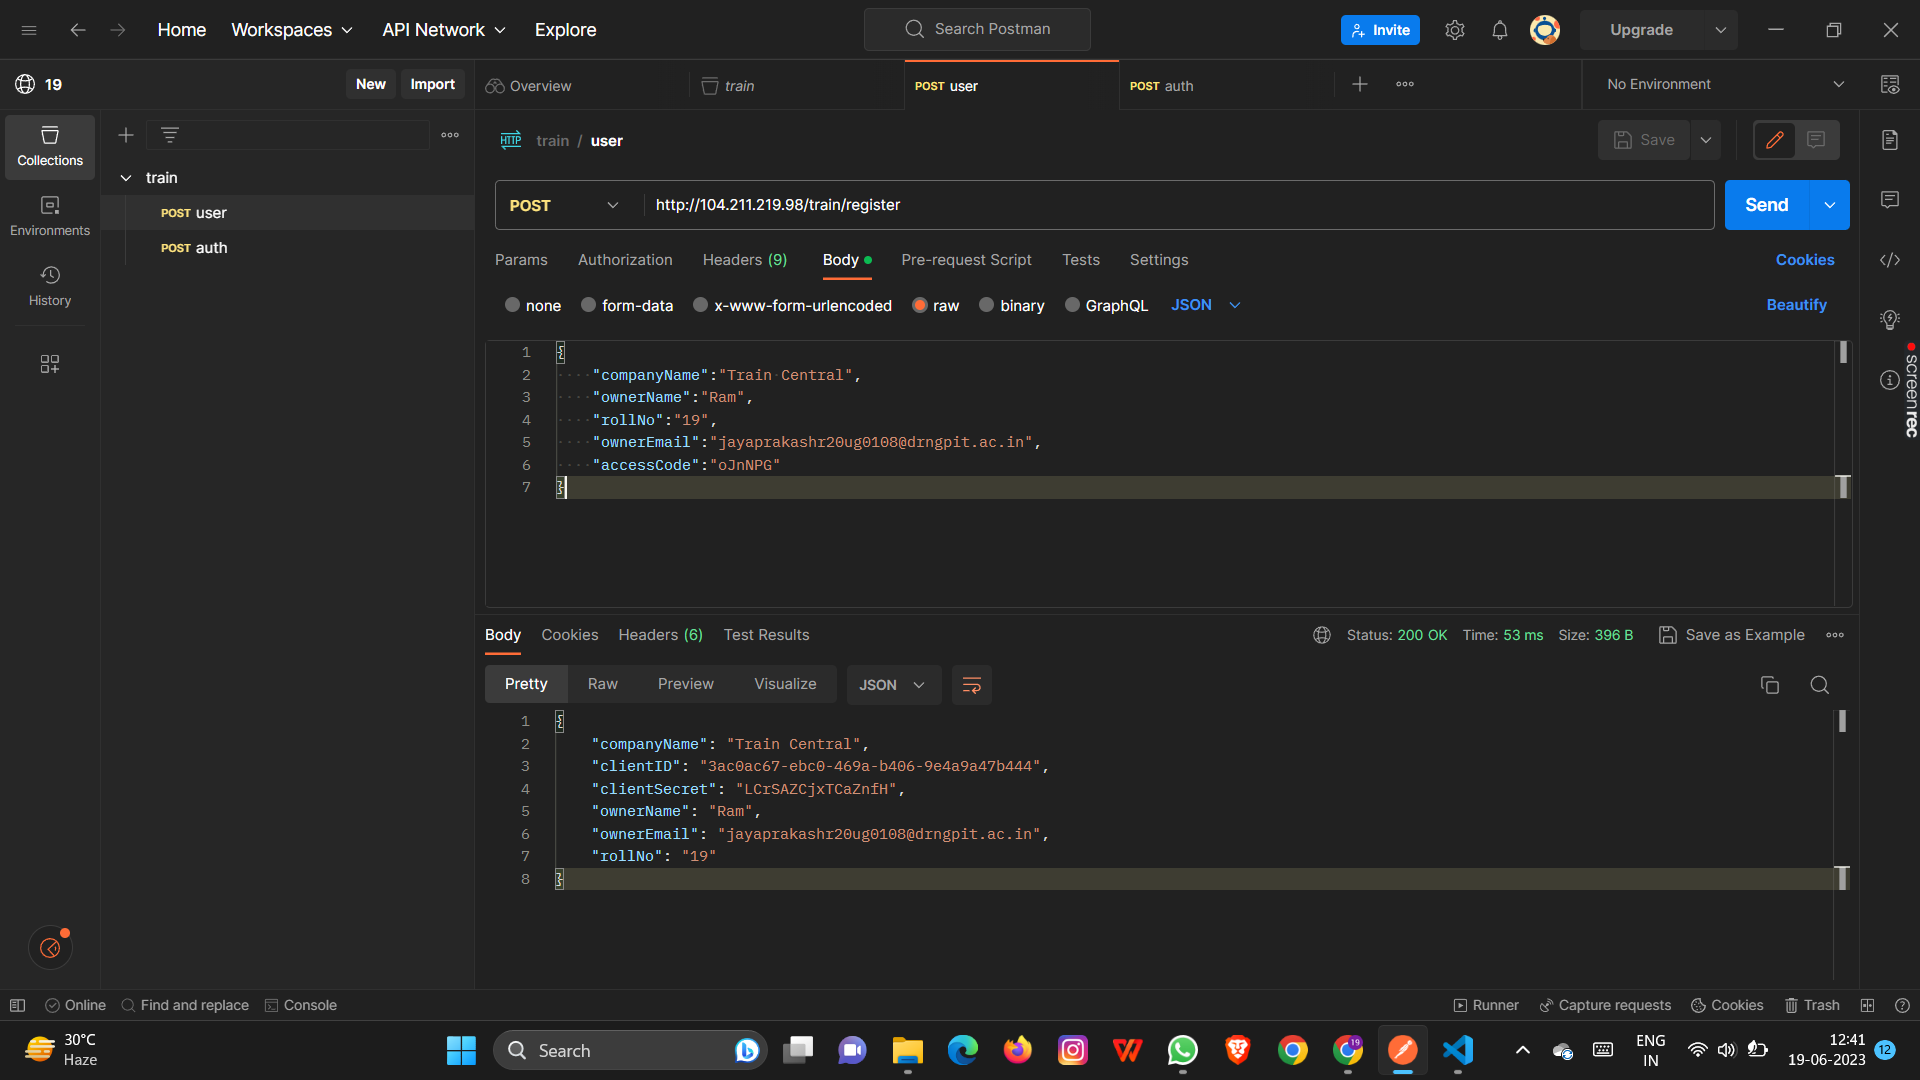 Home Workspaces API Network Explore Search Postman Invite Upgrade
19 New Import Overview train POST user POST auth No Environment
Collections
Environments
History
train
POST user
POST auth
HTTP train / user Save
POST http://104.211.219.98/train/register Send
Params Authorization Headers (9) Body Pre-request Script Tests Settings Cookies
none form-data x-www-form-urlencoded raw binary GraphQL JSON Beautify
1 {
2 "companyName":"Train Central",
3 "ownerName":"Ram",
4 "rollNo":"19",
5 "ownerEmail":"jayaprakashr20ug0108@drngpit.ac.in",
6 "accessCode":"oJnNPG"
7 }
screenrec
Body Cookies Headers (6) Test Results Status: 200 OK Time: 53 ms Size: 396 B Save as Example
Pretty Raw Preview Visualize JSON
1 {
2 "companyName": "Train Central",
3 "clientID": "3ac0ac67-ebc0-469a-b406-9e4a9a47b444",
4 "clientSecret": "LCrSAZCjxTCaZnfH",
5 "ownerName": "Ram",
6 "ownerEmail": "jayaprakashr20ug0108@drngpit.ac.in",
7 "rollNo": "19"
8 }
Online Find and replace Console Runner Capture requests Cookies Trash
30°C
Haze
Search
19
ENG
IN
12:41
19-06-2023
12